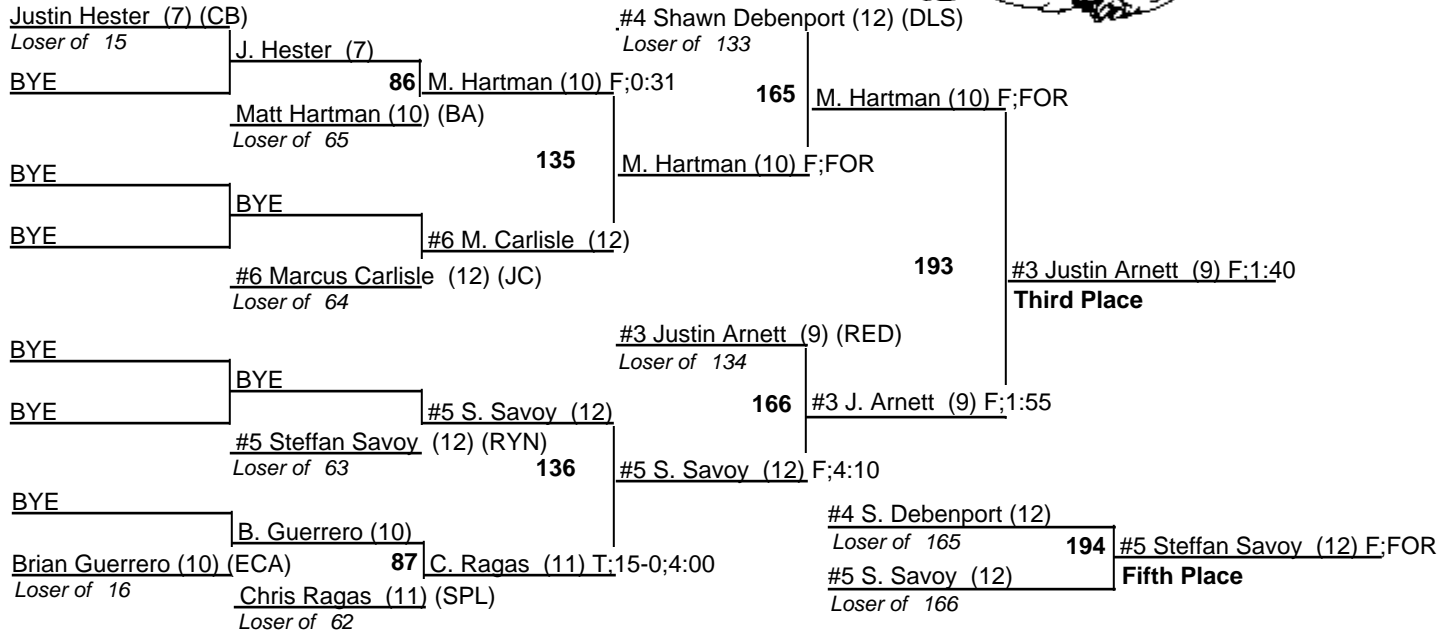 Justin Hester (7) (CB)
Loser of 15
BYE
J. Hester (7)
86
Matt Hartman (10) (BA)
Loser of 65
M. Hartman (10) F;0:31
BYE
BYE
BYE
#6 Marcus Carlisle (12) (JC)
Loser of 64
#6 M. Carlisle (12)
135
M. Hartman (10) F;FOR
#4 Shawn Debenport (12) (DLS)
Loser of 133
165
M. Hartman (10) F;FOR
BYE
BYE
BYE
#5 Steffan Savoy (12) (RYN)
Loser of 63
#5 S. Savoy (12)
136
BYE
Brian Guerrero (10) (ECA)
Loser of 16
B. Guerrero (10)
87
Chris Ragas (11) (SPL)
Loser of 62
C. Ragas (11) T;15-0;4:00
#5 S. Savoy (12) F;4:10
#3 Justin Arnett (9) (RED)
Loser of 134
166
#3 J. Arnett (9) F;1:55
193
#3 Justin Arnett (9) F;1:40
Third Place
#4 S. Debenport (12)
Loser of 165
#5 S. Savoy (12)
Loser of 166
194
#5 Steffan Savoy (12) F;FOR
Fifth Place